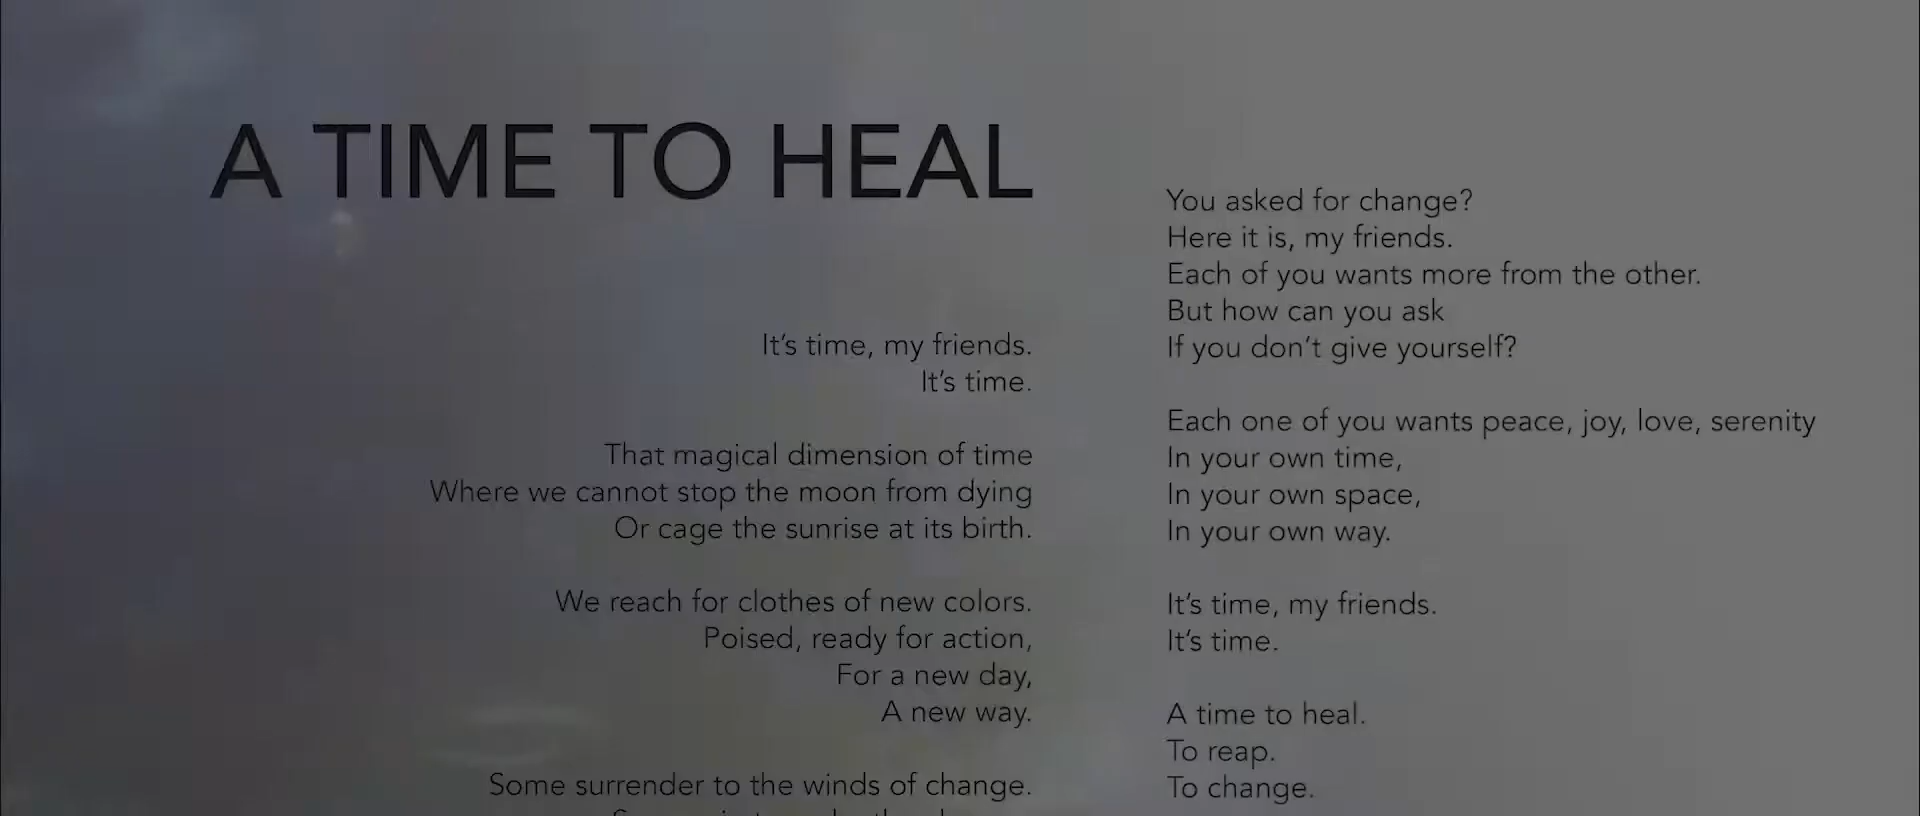 A TIME TO HEAL
It's time, my friends.
It's time.
That magical dimension of time
Where we cannot stop the moon from dying
Or cage the sunrise at its birth.
We reach for clothes of new colors.
Poised, ready for action,
For a new day,
A new way.
Some surrender to the winds of change.
You asked for change?
Here it is, my friends.
Each of you wants more from the other.
But how can you ask
If you don't give yourself?
Each one of you wants peace, joy, love, serenity
In your own time,
In your own space,
In your own way.
It's time, my friends.
It's time.
A time to heal.
To reap.
To change.